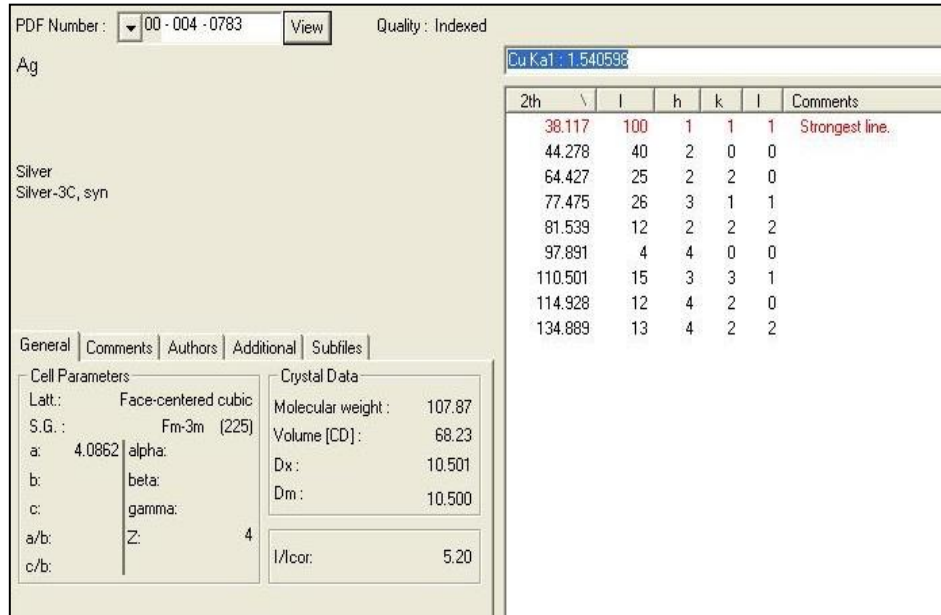 PDF Number : 00 - 004 - 0783 View Quality : Indexed
Ag
Silver
Silver-3C, syn
Cu Ka1 : 1.540598
2th \ I h k l Comments
38.117 100 1 1 1 Strongest line.
44.278 40 2 0 0
64.427 25 2 2 0
77.475 26 3 1 1
81.539 12 2 2 2
97.891 4 4 0 0
110.501 15 3 3 1
114.928 12 4 2 0
134.889 13 4 2 2
General Comments Authors Additional Subfiles
Cell Parameters
Latt.: Face-centered cubic
S.G. : Fm-3m (225)
a: 4.0862 alpha:
b: beta:
c: gamma:
a/b: Z: 4
c/b:
Crystal Data
Molecular weight : 107.87
Volume [CD] : 68.23
Dx : 10.501
Dm : 10.500
I/Icor: 5.20